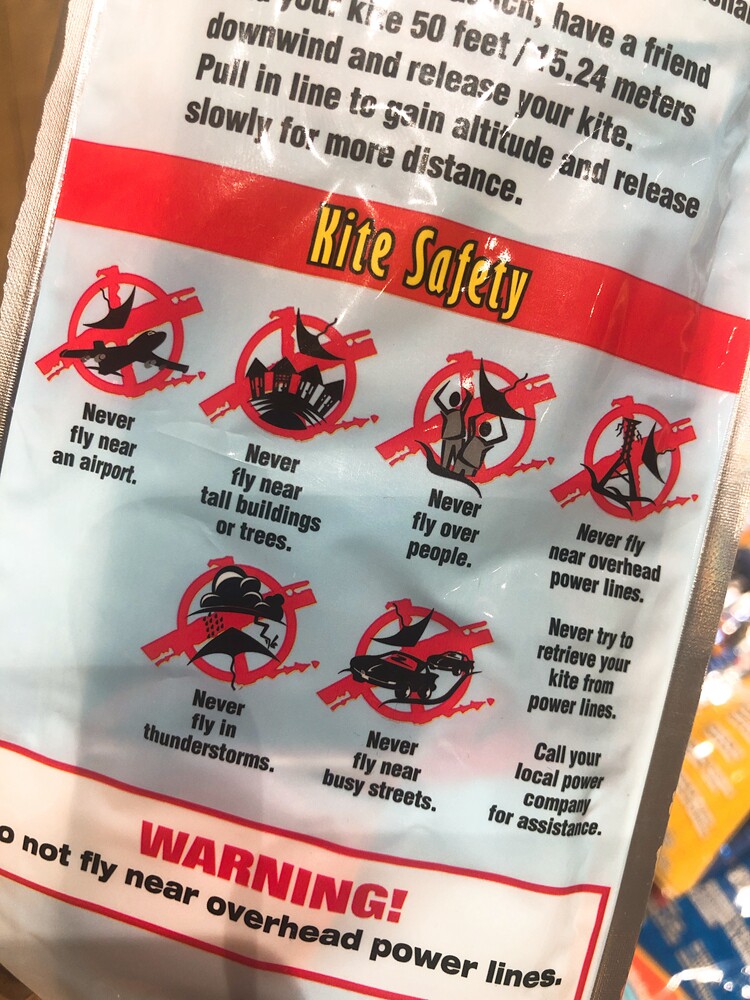 have a friend
kite 50 feet / 15.24 meters
downwind and release your kite.
Pull in line to gain altitude and release
slowly for more distance.
Kite Safety
Never
fly near
an airport.
Never
fly near
tall buildings
or trees.
Never
fly over
people.
Never fly
near overhead
power lines.
Never try to
retrieve your
kite from
power lines.
Call your
local power
company
for assistance.
Never
fly in
thunderstorms.
Never
fly near
busy streets.
WARNING!
o not fly near overhead power lines.